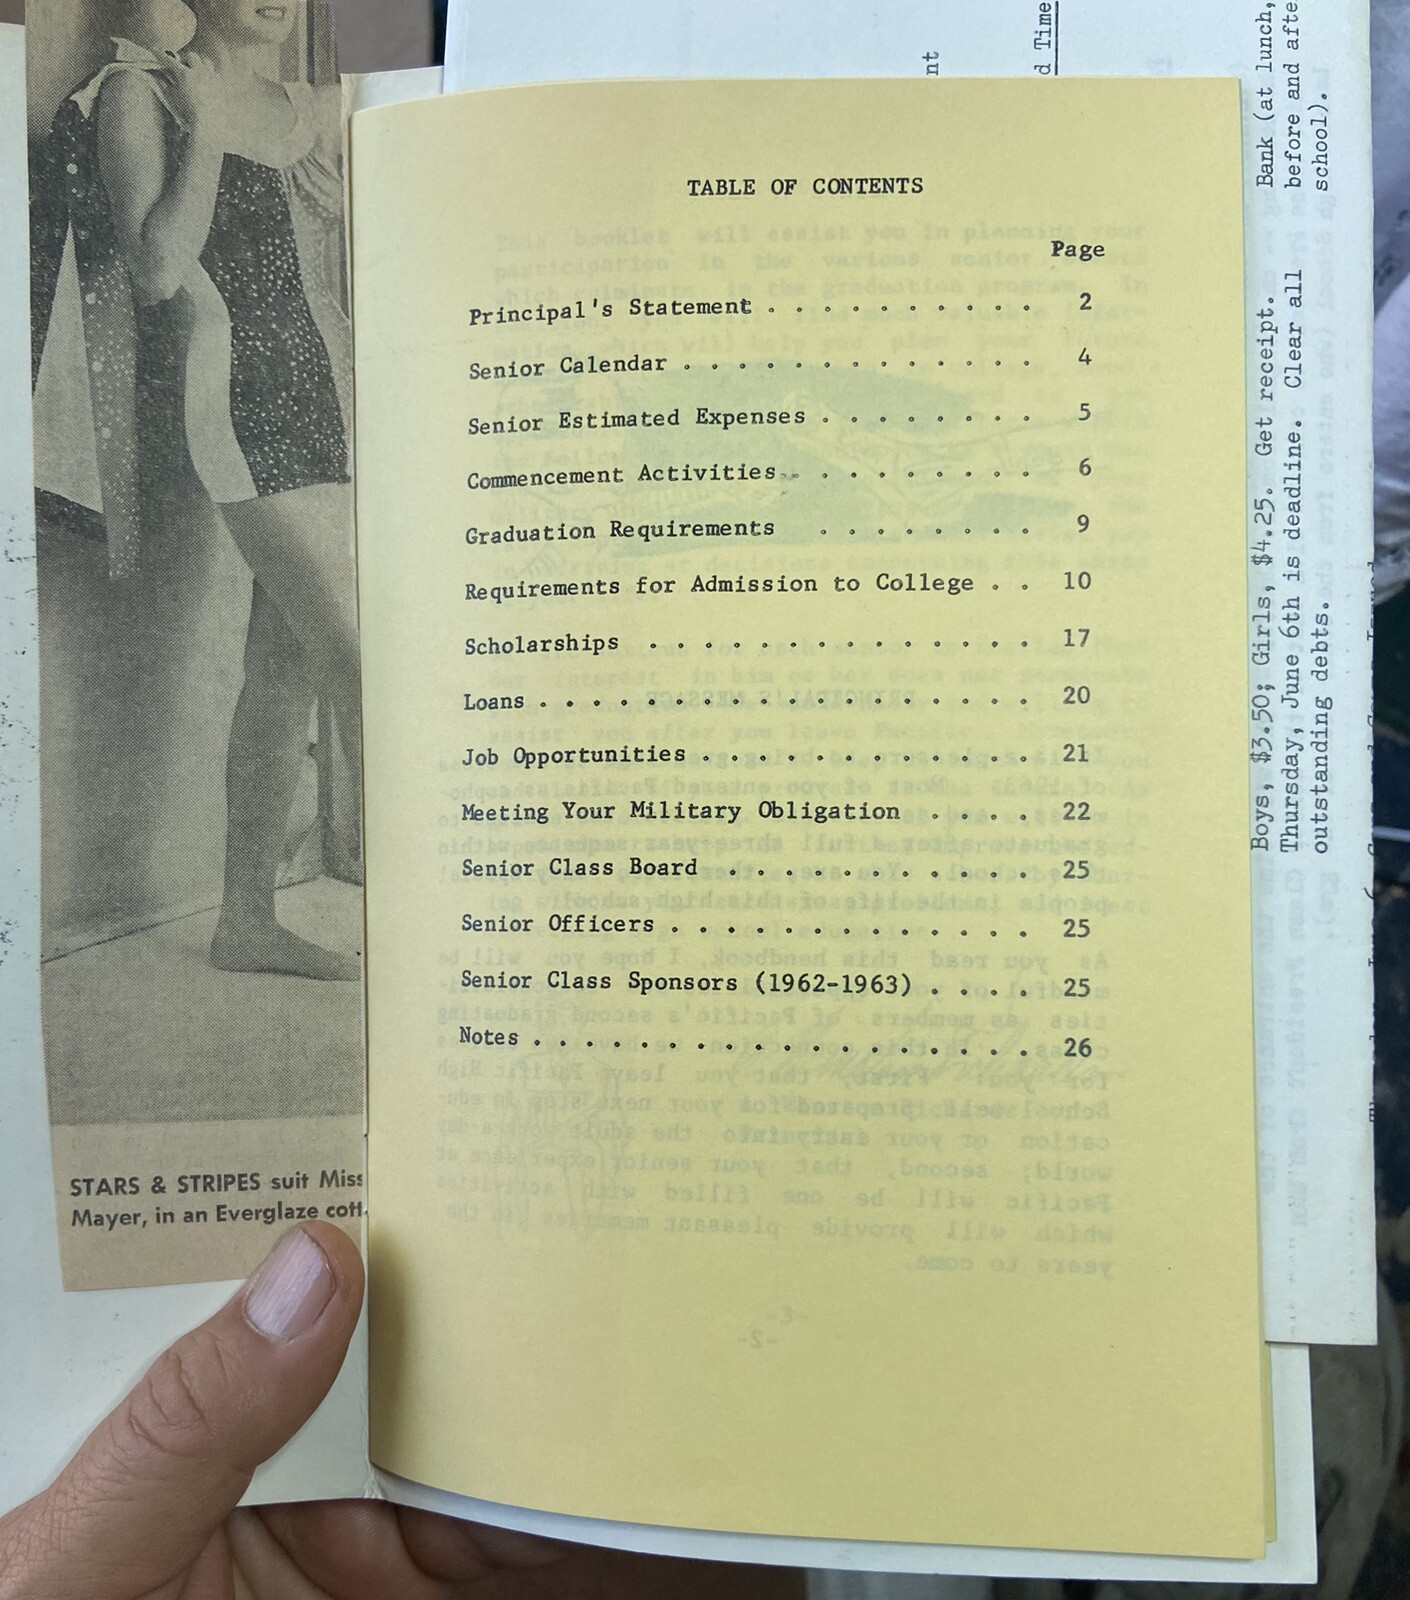 TABLE OF CONTENTS
Page
Principal's Statement . . . . . . . . . . 2
Senior Calendar . . . . . . . . . . . . . 4
Senior Estimated Expenses . . . . . . . . 5
Commencement Activities . . . . . . . . 6
Graduation Requirements . . . . . . . . 9
Requirements for Admission to College . . 10
Scholarships . . . . . . . . . . . . . . 17
Loans . . . . . . . . . . . . . . . . . . 20
Job Opportunities . . . . . . . . . . . . 21
Meeting Your Military Obligation . . . . 22
Senior Class Board . . . . . . . . . . . 25
Senior Officers . . . . . . . . . . . . . 25
Senior Class Sponsors (1962-1963) . . . . 25
Notes . . . . . . . . . . . . . . . . . . 26
STARS & STRIPES suit Miss
Mayer, in an Everglaze cott
nt
d Time
Bank (at lunch,
before and afte
school).
Boys, $3.50; Girls, $4.25. Get receipt.
Thursday, June 6th is deadline. Clear all
outstanding debts.